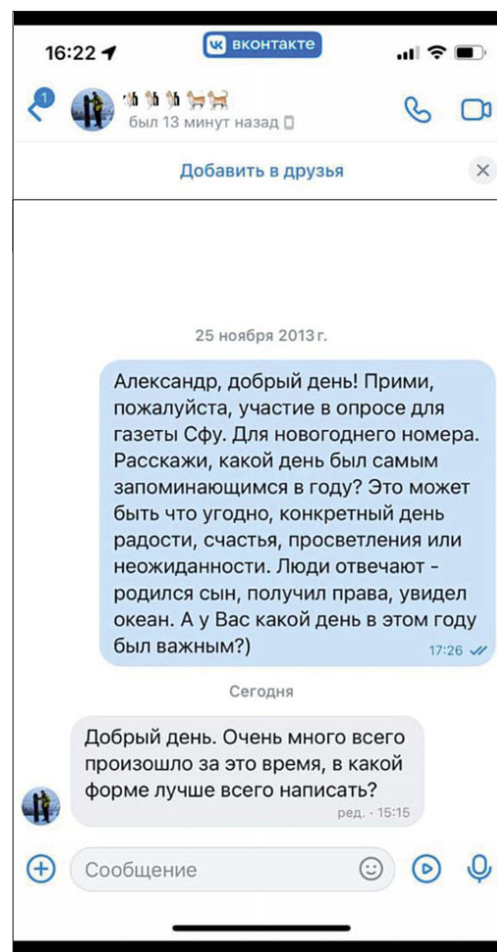 16:22
вконтакте
1
был 13 минут назад
Добавить в друзья
25 ноября 2013 г.
Александр, добрый день! Прими,
пожалуйста, участие в опросе для
газеты Сфу. Для новогоднего номера.
Расскажи, какой день был самым
запоминающимся в году? Это может
быть что угодно, конкретный день
радости, счастья, просветления или
неожиданности. Люди отвечают -
родился сын, получил права, увидел
океан. А у Вас какой день в этом году
был важным?)
17:26
Сегодня
Добрый день. Очень много всего
произошло за это время, в какой
форме лучше всего написать?
ред. · 15:15
Сообщение